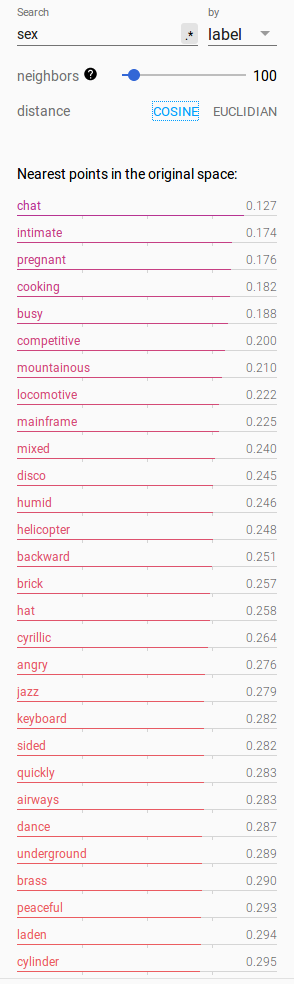 Search by
sex .* label
neighbors ? 100
distance COSINE EUCLIDIAN
Nearest points in the original space:
chat 0.127
intimate 0.174
pregnant 0.176
cooking 0.182
busy 0.188
competitive 0.200
mountainous 0.210
locomotive 0.222
mainframe 0.225
mixed 0.240
disco 0.245
humid 0.246
helicopter 0.248
backward 0.251
brick 0.257
hat 0.258
cyrillic 0.264
angry 0.276
jazz 0.279
keyboard 0.282
sided 0.282
quickly 0.283
airways 0.283
dance 0.287
underground 0.289
brass 0.290
peaceful 0.293
laden 0.294
cylinder 0.295